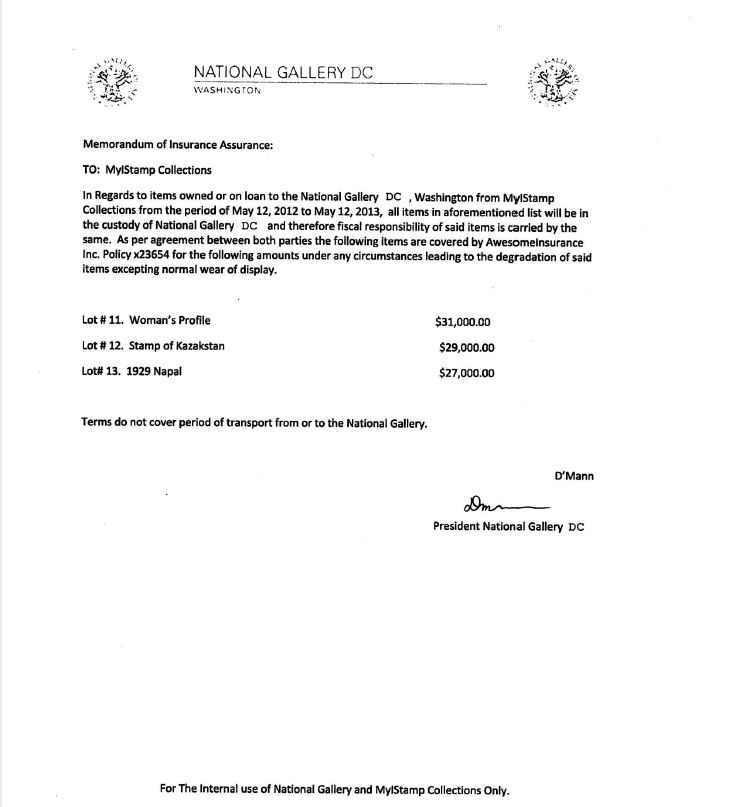 NATIONAL GALLERY DC
WASHINGTON
Memorandum of Insurance Assurance:
TO: MyIStamp Collections
In Regards to items owned or on loan to the National Gallery DC , Washington from MyIStamp
Collections from the period of May 12, 2012 to May 12, 2013, all items in aforementioned list will be in
the custody of National Gallery DC and therefore fiscal responsibility of said items is carried by the
same. As per agreement between both parties the following items are covered by AwesomeInsurance
Inc. Policy x23654 for the following amounts under any circumstances leading to the degradation of said
items excepting normal wear of display.
Lot # 11. Woman's Profile $31,000.00
Lot # 12. Stamp of Kazakstan $29,000.00
Lot# 13. 1929 Napal $27,000.00
Terms do not cover period of transport from or to the National Gallery.
D'Mann
President National Gallery DC
For The Internal use of National Gallery and MyIStamp Collections Only.